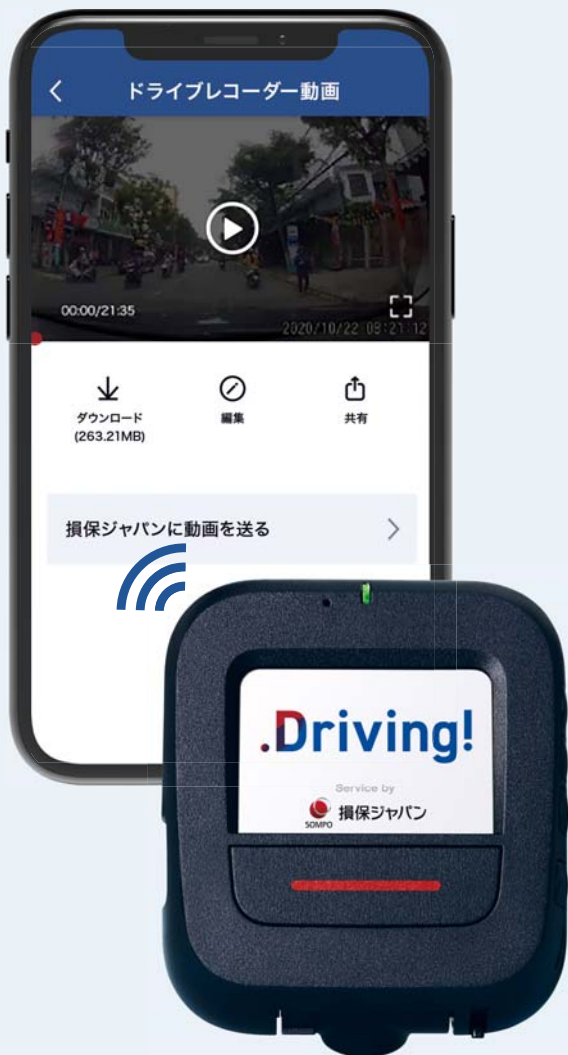 ドライブレコーダー動画
00:00/21:35
2020/10/22 08:21:12
ダウンロード
(263.21MB)
編集
共有
損保ジャパンに動画を送る
.Driving!
Service by
SOMPO
損保ジャパン